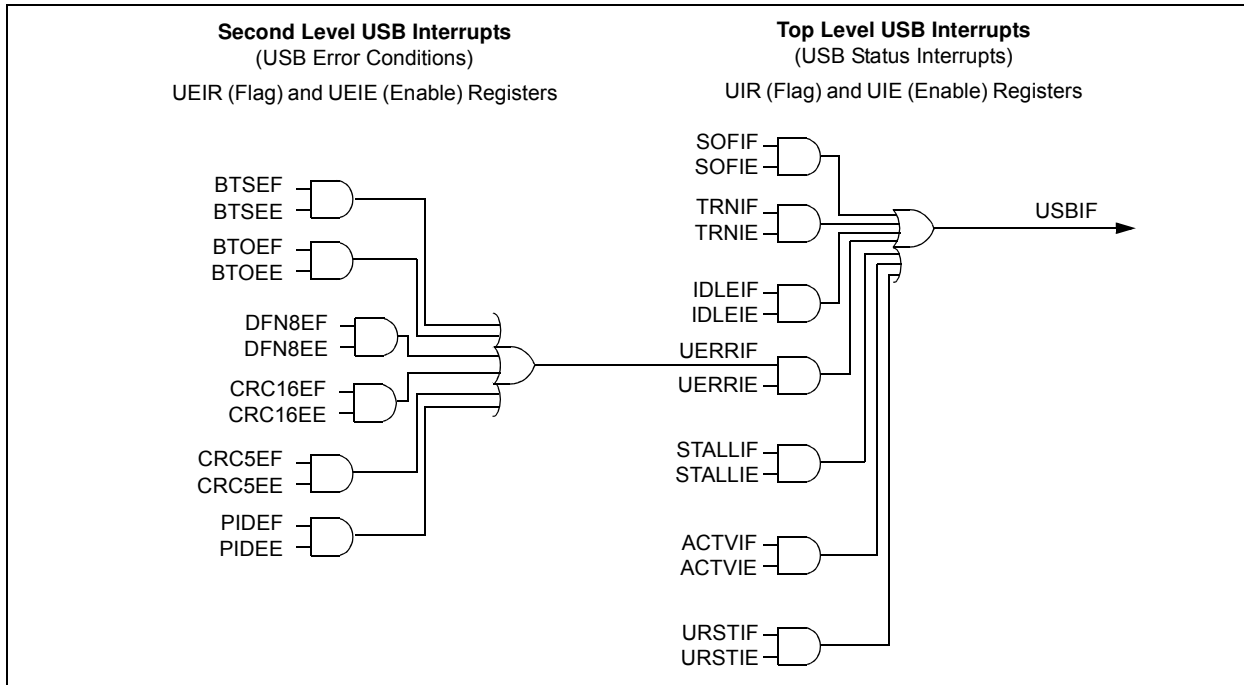 Second Level USB Interrupts
(USB Error Conditions)
UEIR (Flag) and UEIE (Enable) Registers
BTSEF
BTSEE
BTOEF
BTOEE
DFN8EF
DFN8EE
CRC16EF
CRC16EE
CRC5EF
CRC5EE
PIDEF
PIDEE
Top Level USB Interrupts
(USB Status Interrupts)
UIR (Flag) and UIE (Enable) Registers
SOFIF
SOFIE
TRNIF
TRNIE
IDLEIF
IDLEIE
UERRIF
UERRIE
STALLIF
STALLIE
ACTVIF
ACTVIE
URSTIF
URSTIE
USBIF